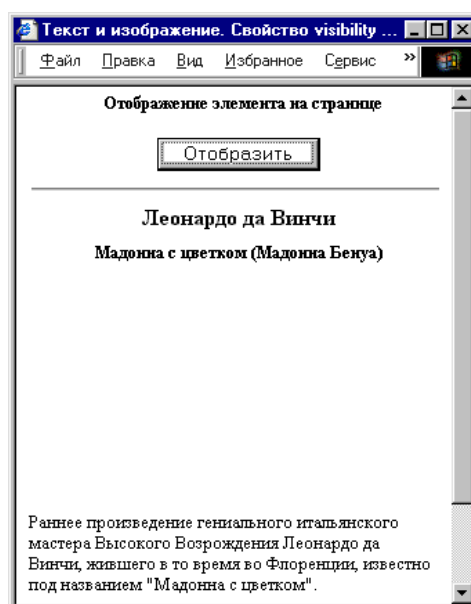 Текст и изображение. Свойство visibility ...
Файл Правка Вид Избранное Сервис »
Отображение элемента на странице
Отобразить
Леонардо да Винчи
Мадонна с цветком (Мадонна Бенуа)
Раннее произведение гениального итальянского
мастера Высокого Возрождения Леонардо да
Винчи, жившего в то время во Флоренции, известно
под названием "Мадонна с цветком".